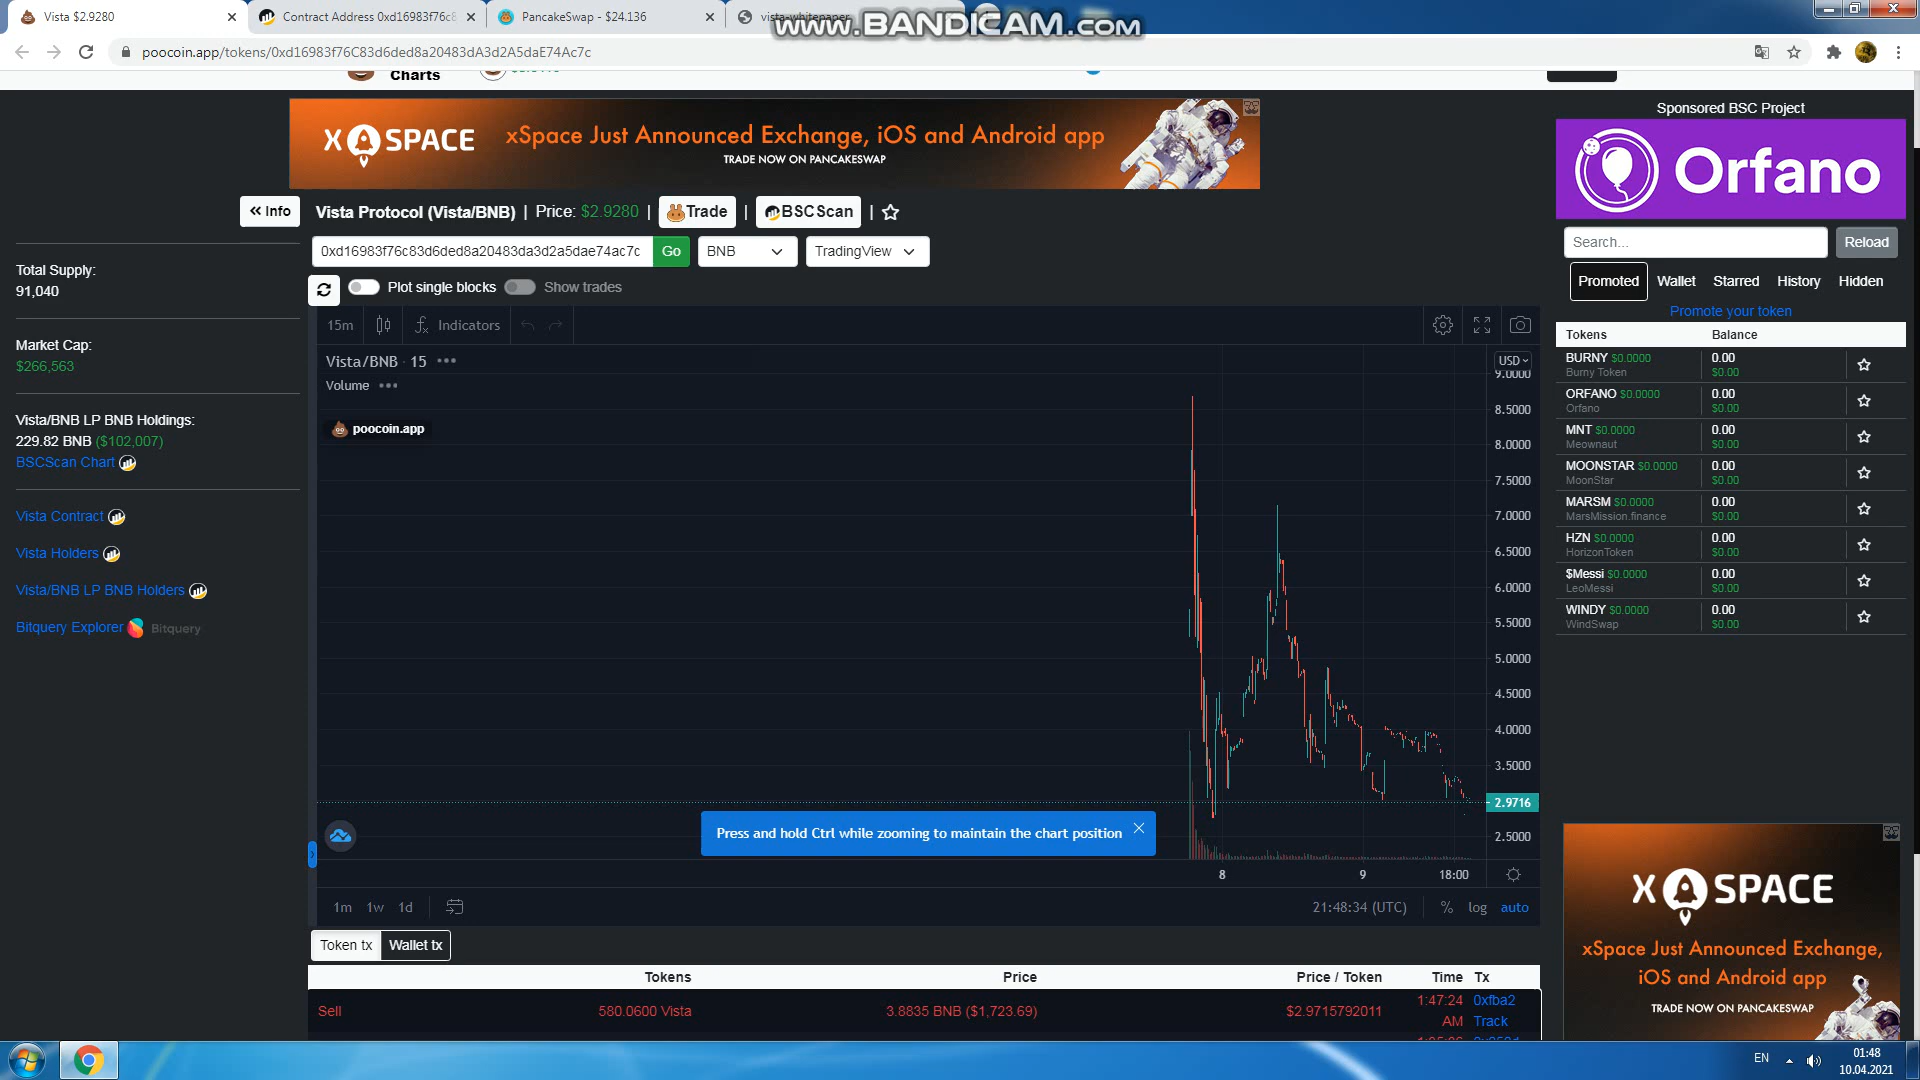 Vista $2.9280
Contract Address 0xd16983f76c8
PancakeSwap - $24.136
vista-whitepaper
www.BANDICAM.com
poocoin.app/tokens/0xd16983f76C83d6ded8a20483dA3d2A5daE74Ac7c
Charts
XSPACE
xSpace Just Announced Exchange, iOS and Android app
TRADE NOW ON PANCAKESWAP
Sponsored BSC Project
Orfano
« Info
Vista Protocol (Vista/BNB) | Price: $2.9280 | Trade | BSCScan |
0xd16983f76c83d6ded8a20483da3d2a5dae74ac7c Go BNB TradingView
Search... Reload
Plot single blocks Show trades
Promoted Wallet Starred History Hidden
Promote your token
Total Supply:
91,040
Market Cap:
$266,563
Vista/BNB LP BNB Holdings:
229.82 BNB ($102,007)
BSCScan Chart
Vista Contract
Vista Holders
Vista/BNB LP BNB Holders
Bitquery Explorer Bitquery
15m Indicators
Vista/BNB · 15
Volume
poocoin.app
USD
9.0000
8.5000
8.0000
7.5000
7.0000
6.5000
6.0000
5.5000
5.0000
4.5000
4.0000
3.5000
2.9716
2.5000
Press and hold Ctrl while zooming to maintain the chart position
8 9 18:00
1m 1w 1d 21:48:34 (UTC) % log auto
Tokens Balance
BURNY $0.0000 0.00
Burny Token $0.00
ORFANO $0.0000 0.00
Orfano $0.00
MNT $0.0000 0.00
Meownaut $0.00
MOONSTAR $0.0000 0.00
MoonStar $0.00
MARSM $0.0000 0.00
MarsMission.finance $0.00
HZN $0.0000 0.00
HorizonToken $0.00
$Messi $0.0000 0.00
LeoMessi $0.00
WINDY $0.0000 0.00
WindSwap $0.00
XSPACE
xSpace Just Announced Exchange,
iOS and Android app
TRADE NOW ON PANCAKESWAP
Token tx Wallet tx
Tokens Price Price / Token Time Tx
Sell 580.0600 Vista 3.8835 BNB ($1,723.69) $2.9715792011 1:47:24 AM 0xfba2 Track
EN
01:48
10.04.2021